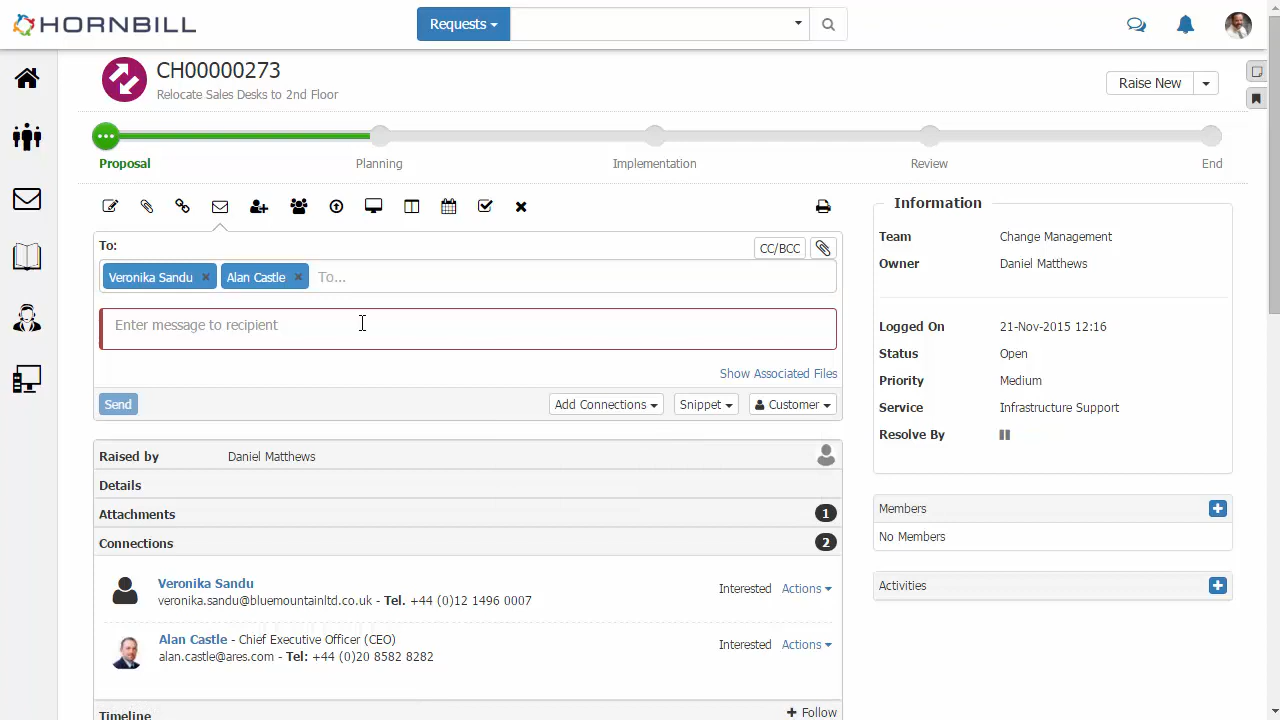 HORNBILL
Requests
CH00000273
Relocate Sales Desks to 2nd Floor
Raise New
Proposal
Planning
Implementation
Review
End
To:
CC/BCC
Veronika Sandu ×
Alan Castle ×
To...
Enter message to recipient
Show Associated Files
Send
Add Connections
Snippet
Customer
Raised by Daniel Matthews
Details
Attachments 1
Connections 2
Veronika Sandu
veronika.sandu@bluemountainltd.co.uk - Tel. +44 (0)12 1496 0007
Interested Actions
Alan Castle - Chief Executive Officer (CEO)
alan.castle@ares.com - Tel: +44 (0)20 8582 8282
Interested Actions
Timeline
+ Follow
Information
Team Change Management
Owner Daniel Matthews
Logged On 21-Nov-2015 12:16
Status Open
Priority Medium
Service Infrastructure Support
Resolve By
Members
No Members
Activities